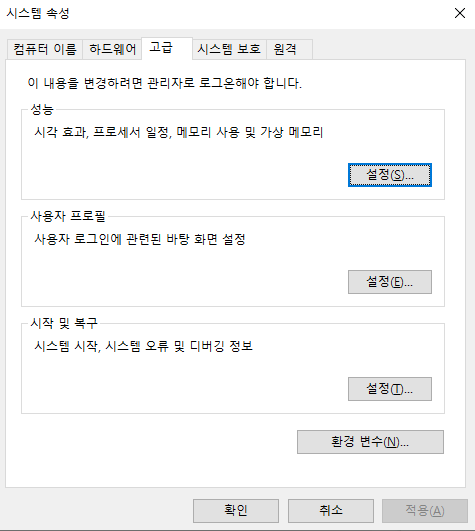 시스템 속성
컴퓨터 이름 하드웨어 고급 시스템 보호 원격
이 내용을 변경하려면 관리자로 로그온해야 합니다.
성능
시각 효과, 프로세서 일정, 메모리 사용 및 가상 메모리
설정(S)...
사용자 프로필
사용자 로그인에 관련된 바탕 화면 설정
설정(E)...
시작 및 복구
시스템 시작, 시스템 오류 및 디버깅 정보
설정(T)...
환경 변수(N)...
확인 취소 적용(A)